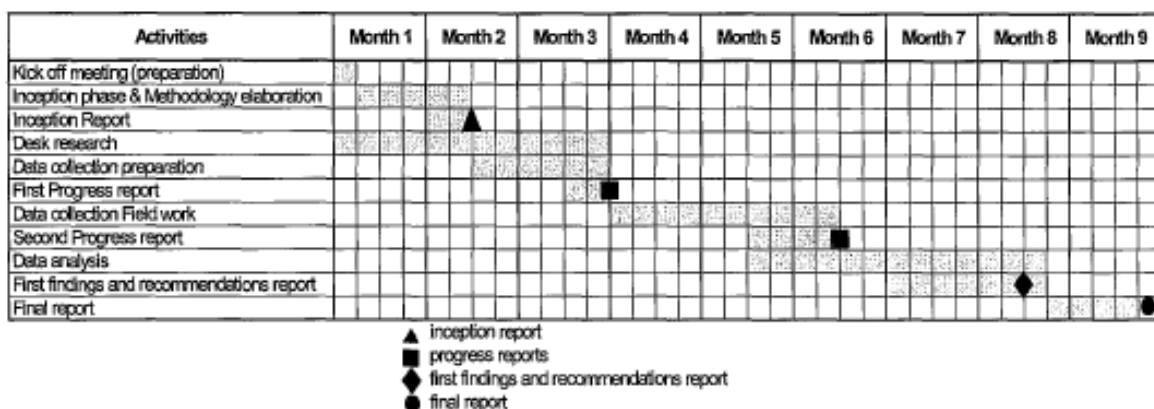 Activities Month 1 Month 2 Month 3 Month 4 Month 5 Month 6 Month 7 Month 8 Month 9
Kick off meeting (preparation)
Inception phase & Methodology elaboration
Inception Report
Desk research
Data collection preparation
First Progress report
Data collection Field work
Second Progress report
Data analysis
First findings and recommendations report
Final report
inception report
progress reports
first findings and recommendations report
final report